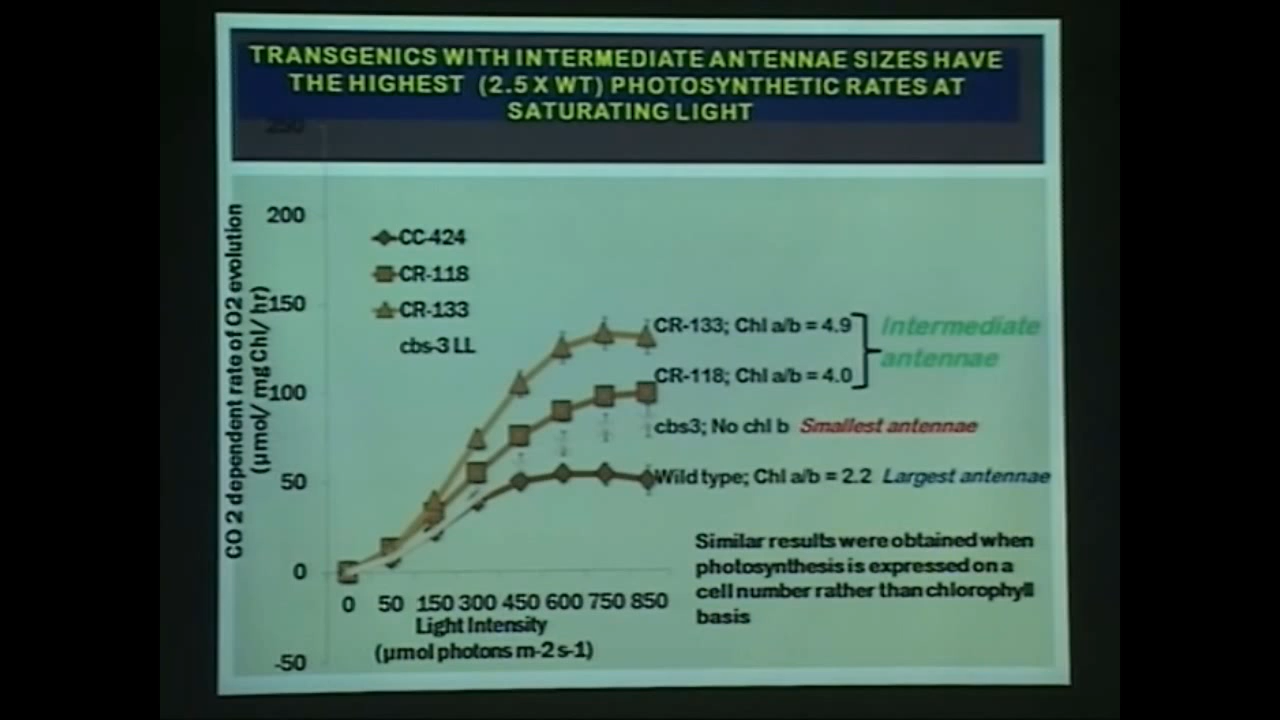 TRANSGENICS WITH INTERMEDIATE ANTENNAE SIZES HAVE
THE HIGHEST (2.5 X WT) PHOTOSYNTHETIC RATES AT
SATURATING LIGHT
250
200
150
100
50
0
-50
CO 2 dependent rate of O2 evolution
(µmol/ mg Chl/ hr)
CC-424
CR-118
CR-133
cbs-3 LL
CR-133; Chl a/b = 4.9
CR-118; Chl a/b = 4.0
Intermediate
antennae
cbs3; No chl b Smallest antennae
Wild type; Chl a/b = 2.2 Largest antennae
Similar results were obtained when
photosynthesis is expressed on a
cell number rather than chlorophyll
basis
0 50 150 300 450 600 750 850
Light Intensity
(µmol photons m-2 s-1)